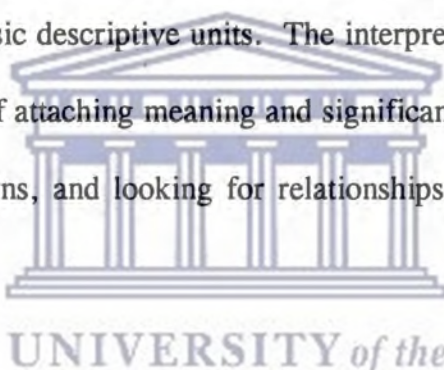 sic descriptive units. The interpre
f attaching meaning and significan
ns, and looking for relationships
UNIVERSITY of the